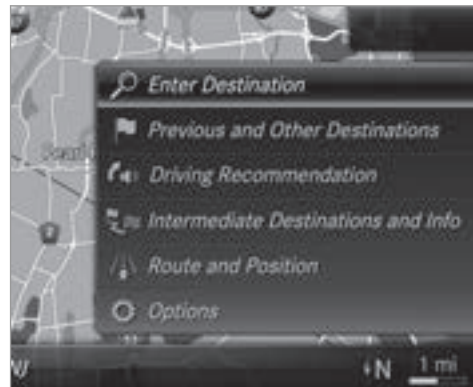 Enter Destination
Previous and Other Destinations
Driving Recommendation
Intermediate Destinations and Info
Route and Position
Options
N 1 mi